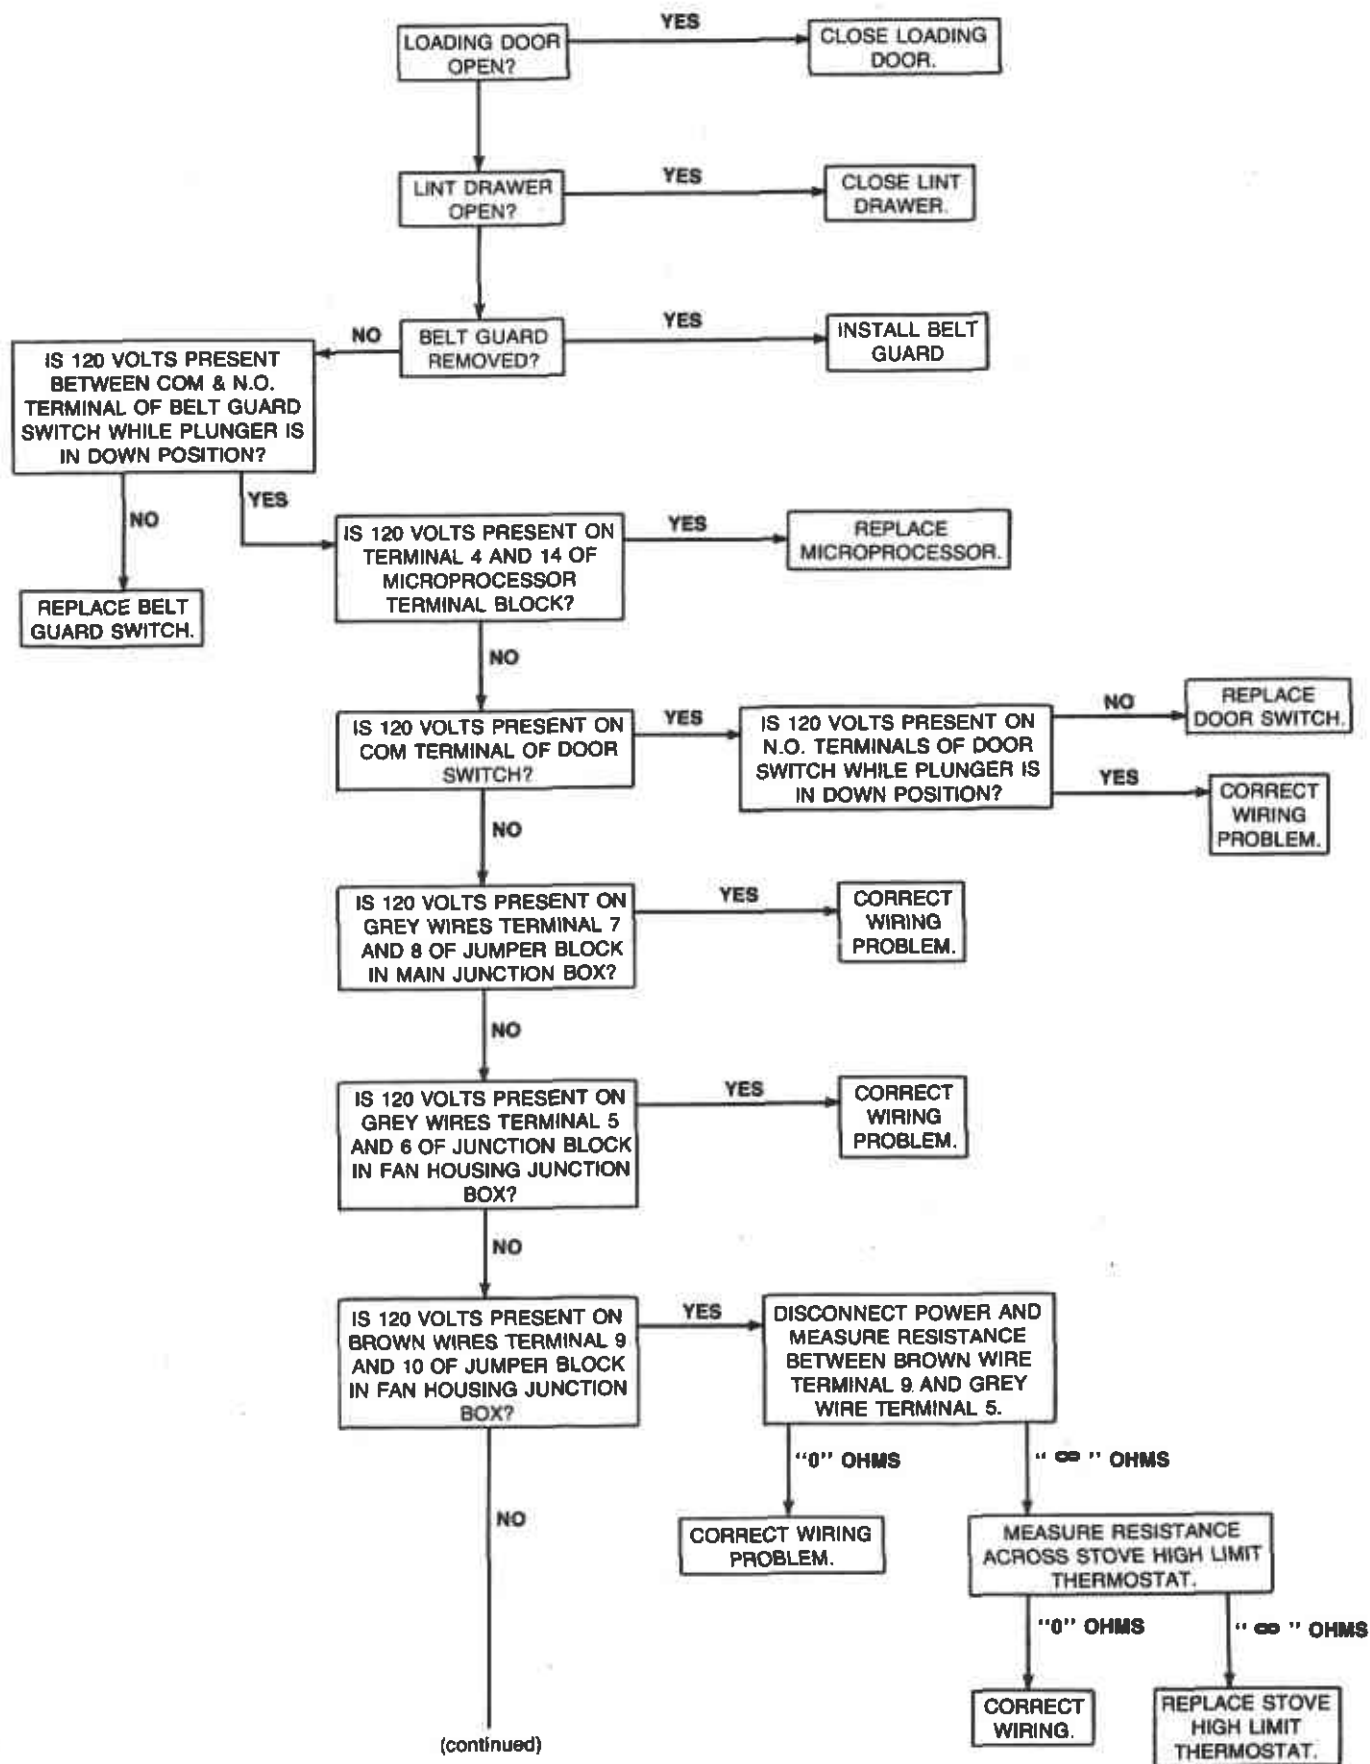 LOADING DOOR
OPEN?
YES
CLOSE LOADING
DOOR.
LINT DRAWER
OPEN?
YES
CLOSE LINT
DRAWER.
BELT GUARD
REMOVED?
YES
INSTALL BELT
GUARD
NO
IS 120 VOLTS PRESENT
BETWEEN COM & N.O.
TERMINAL OF BELT GUARD
SWITCH WHILE PLUNGER IS
IN DOWN POSITION?
NO
REPLACE BELT
GUARD SWITCH.
YES
IS 120 VOLTS PRESENT ON
TERMINAL 4 AND 14 OF
MICROPROCESSOR
TERMINAL BLOCK?
YES
REPLACE
MICROPROCESSOR.
NO
IS 120 VOLTS PRESENT ON
COM TERMINAL OF DOOR
SWITCH?
YES
IS 120 VOLTS PRESENT ON
N.O. TERMINALS OF DOOR
SWITCH WHILE PLUNGER IS
IN DOWN POSITION?
NO
REPLACE
DOOR SWITCH.
YES
CORRECT
WIRING
PROBLEM.
NO
IS 120 VOLTS PRESENT ON
GREY WIRES TERMINAL 7
AND 8 OF JUMPER BLOCK
IN MAIN JUNCTION BOX?
YES
CORRECT
WIRING
PROBLEM.
NO
IS 120 VOLTS PRESENT ON
GREY WIRES TERMINAL 5
AND 6 OF JUNCTION BLOCK
IN FAN HOUSING JUNCTION
BOX?
YES
CORRECT
WIRING
PROBLEM.
NO
IS 120 VOLTS PRESENT ON
BROWN WIRES TERMINAL 9
AND 10 OF JUMPER BLOCK
IN FAN HOUSING JUNCTION
BOX?
YES
DISCONNECT POWER AND
MEASURE RESISTANCE
BETWEEN BROWN WIRE
TERMINAL 9 AND GREY
WIRE TERMINAL 5.
"0" OHMS
CORRECT WIRING
PROBLEM.
" ∞ " OHMS
MEASURE RESISTANCE
ACROSS STOVE HIGH LIMIT
THERMOSTAT.
"0" OHMS
CORRECT
WIRING.
" ∞ " OHMS
REPLACE STOVE
HIGH LIMIT
THERMOSTAT.
NO
(continued)